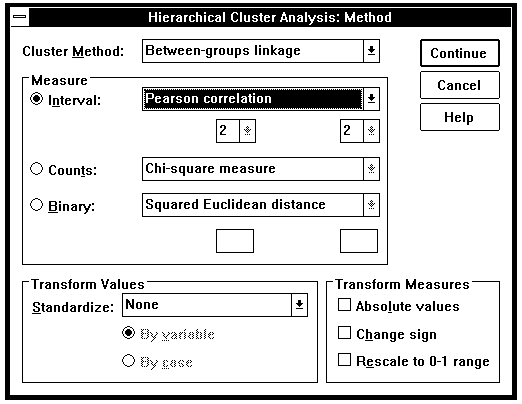 Hierarchical Cluster Analysis: Method
Cluster Method: Between-groups linkage
Continue
Cancel
Help
Measure
Interval: Pearson correlation
2 2
Counts: Chi-square measure
Binary: Squared Euclidean distance
Transform Values
Standardize: None
By variable
By case
Transform Measures
Absolute values
Change sign
Rescale to 0-1 range